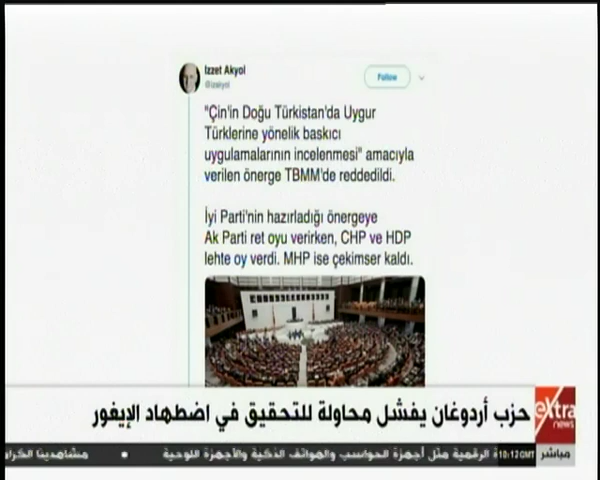 Izzet Akyol
@izakyol
Follow
"Çin'in Doğu Türkistan'da Uygur
Türklerine yönelik baskıcı
uygulamalarının incelenmesi" amacıyla
verilen önerge TBMM'de reddedildi.
İyi Parti'nin hazırladığı önergeye
Ak Parti ret oyu verirken, CHP ve HDP
lehte oy verdi. MHP ise çekimser kaldı.
حزب أردوغان يفشل محاولة للتحقيق في اضطهاد الإيغور
eXtra
news
مباشر
10:12 GMT
ة الرقمية مثل أجهزة الحواسب والهواتف الذكية والأجهزة اللوحية • مشاهدينا الكرا